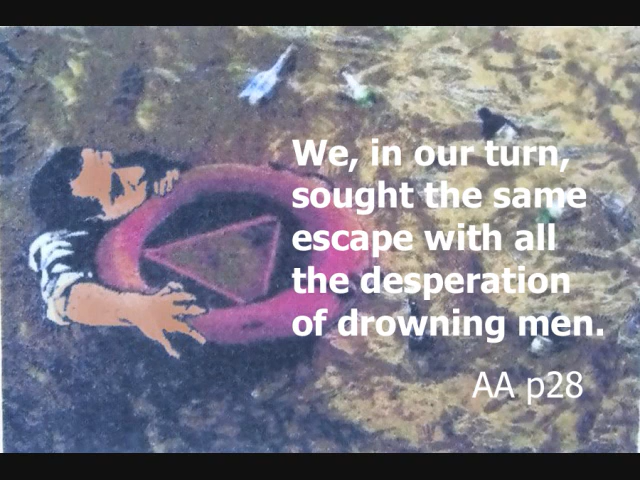 We, in our turn,
sought the same
escape with all
the desperation
of drowning men.
AA p28